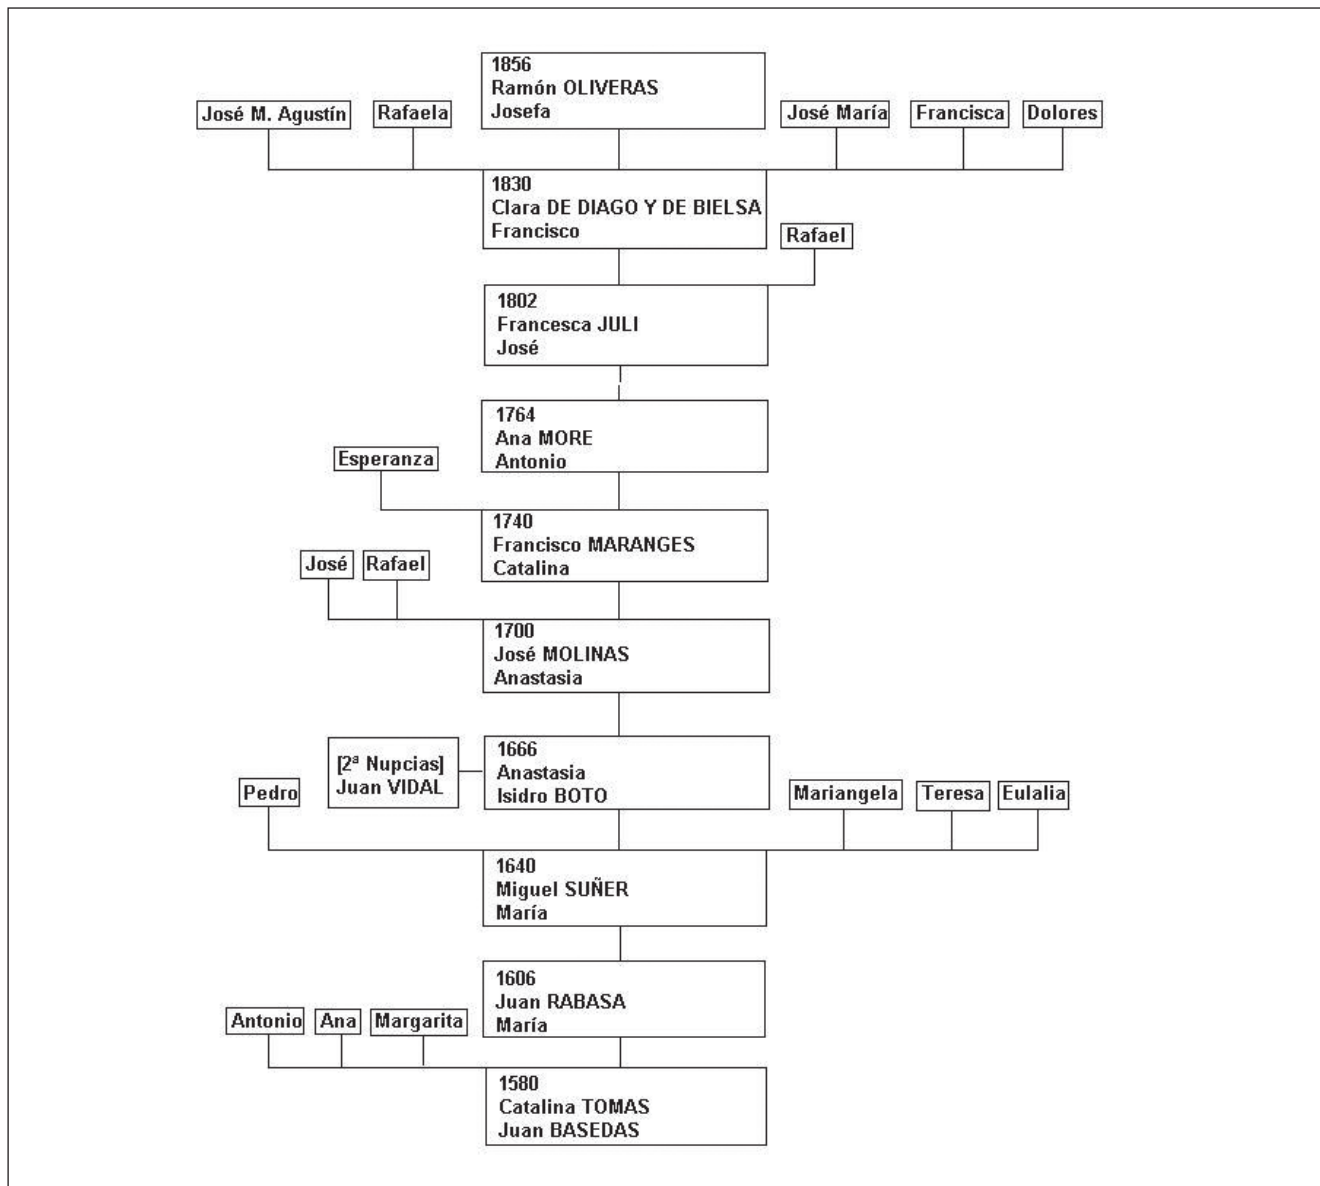 1856
Ramón OLIVERAS
Josefa
José M. Agustín
Rafaela
José María
Francisca
Dolores
1830
Clara DE DIAGO Y DE BIELSA
Francisco
Rafael
1802
Francesca JULI
José
1764
Ana MORE
Antonio
Esperanza
1740
Francisco MARANGES
Catalina
José
Rafael
1700
José MOLINAS
Anastasia
[2ª Nupcias]
Juan VIDAL
1666
Anastasia
Isidro BOTO
Pedro
Mariangela
Teresa
Eulalia
1640
Miguel SUÑER
María
1606
Juan RABASA
María
Antonio
Ana
Margarita
1580
Catalina TOMAS
Juan BASEDAS